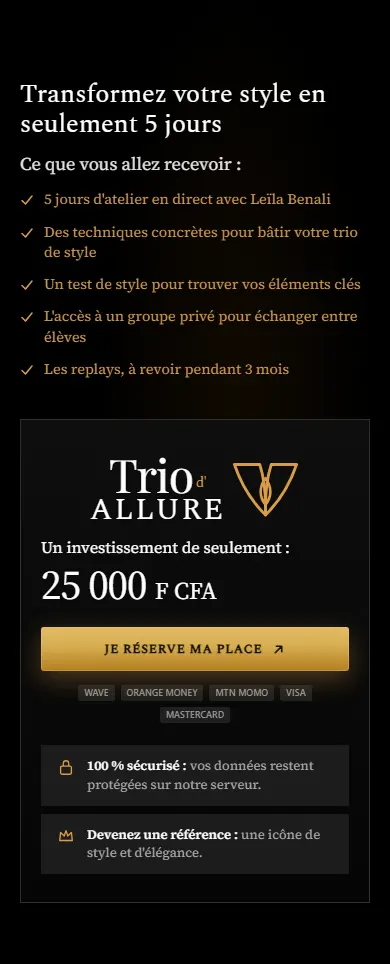 Transformez votre style en
seulement 5 jours
Ce que vous allez recevoir :
5 jours d'atelier en direct avec Leïla Benali
Des techniques concrètes pour bâtir votre trio
de style
Un test de style pour trouver vos éléments clés
L'accès à un groupe privé pour échanger entre
élèves
Les replays, à revoir pendant 3 mois
Trio d'
ALLURE
Un investissement de seulement :
25 000 F CFA
JE RÉSERVE MA PLACE
WAVE ORANGE MONEY MTN MOMO VISA
MASTERCARD
100 % sécurisé : vos données restent
protégées sur notre serveur.
Devenez une référence : une icône de
style et d'élégance.